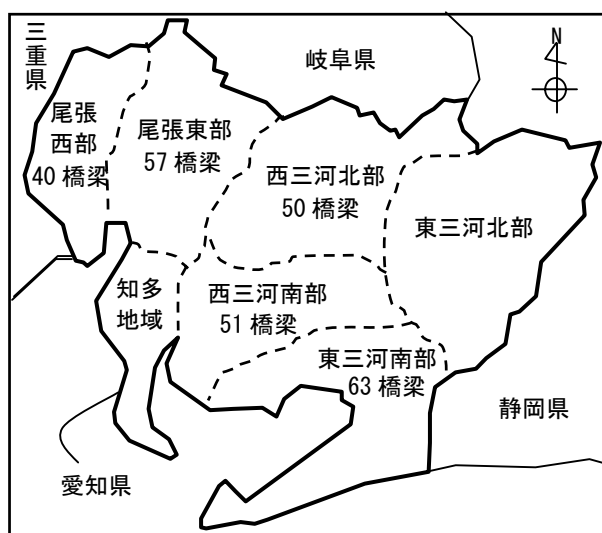 三重県
岐阜県
N
尾張
西部
40 橋梁
尾張東部
57 橋梁
西三河北部
50 橋梁
東三河北部
知多
地域
西三河南部
51 橋梁
東三河南部
63 橋梁
静岡県
愛知県